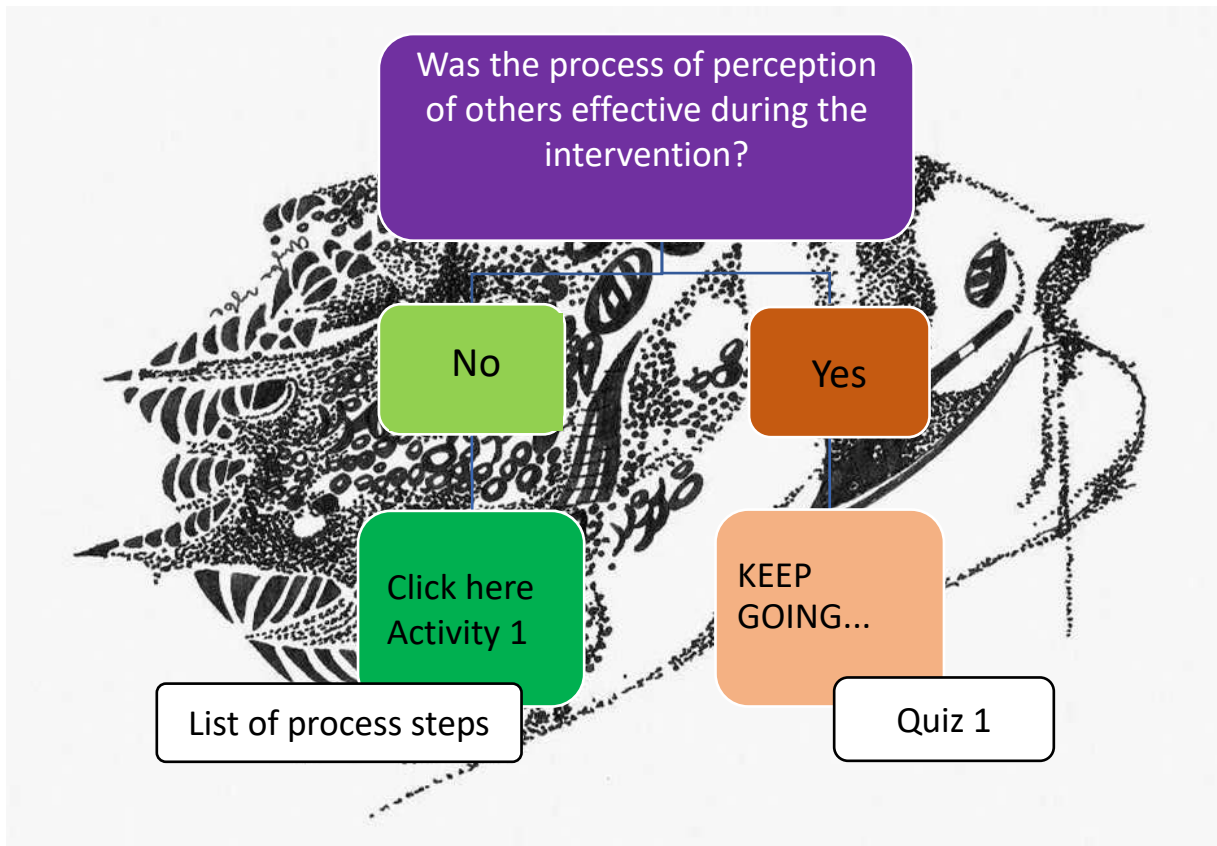 Was the process of perception
of others effective during the
intervention?
No
Yes
Click here
Activity 1
KEEP
GOING...
List of process steps
Quiz 1